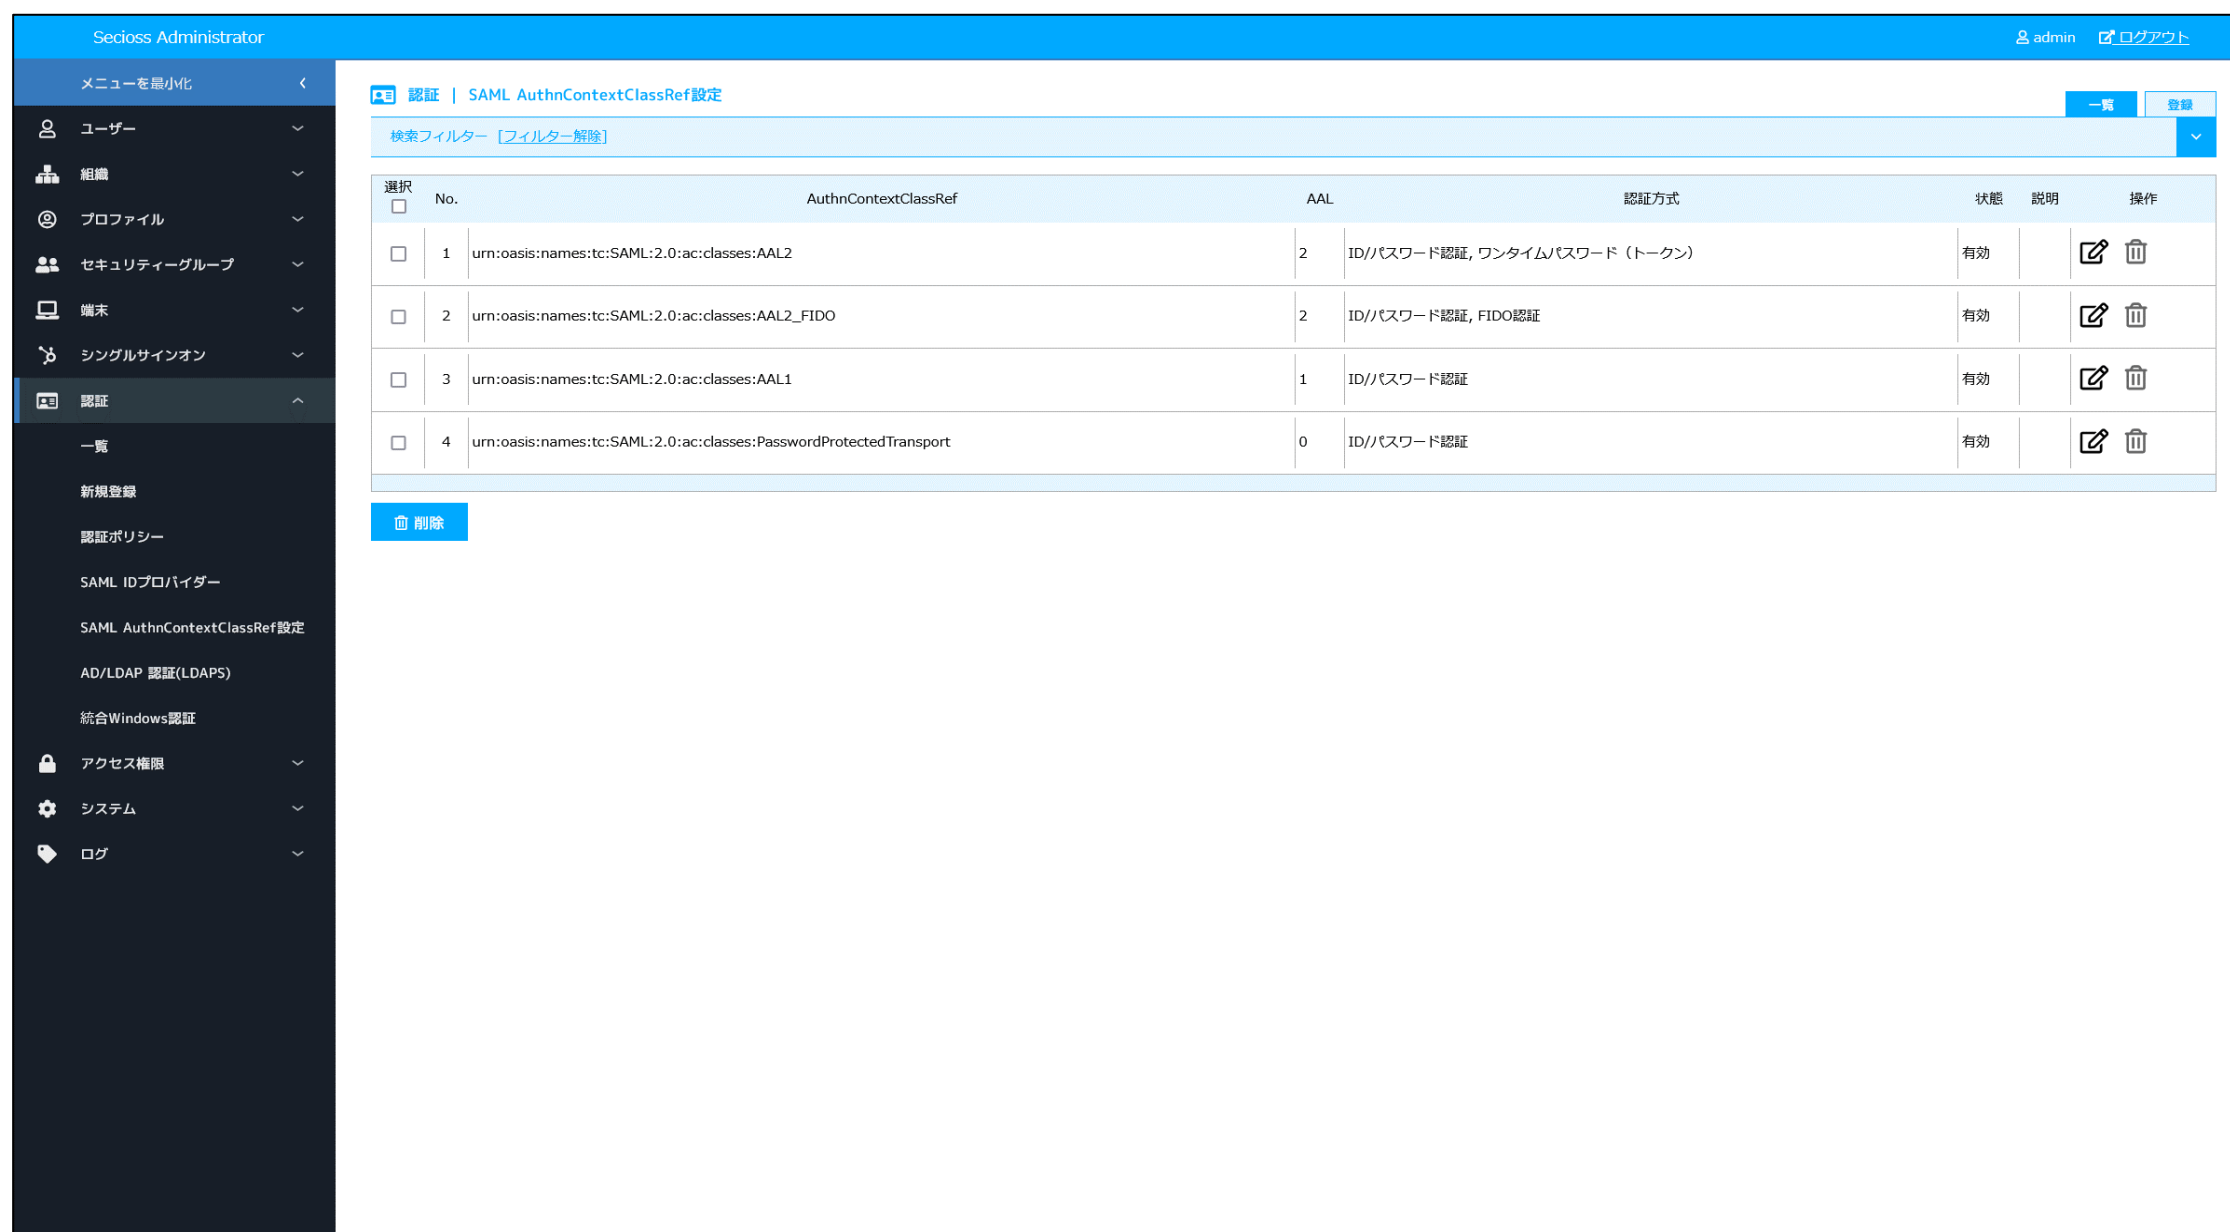 Secioss Administrator
admin ログアウト
メニューを最小化
ユーザー
組織
プロファイル
セキュリティーグループ
端末
シングルサインオン
認証
一覧
新規登録
認証ポリシー
SAML IDプロバイダー
SAML AuthnContextClassRef設定
AD/LDAP 認証(LDAPS)
統合Windows認証
アクセス権限
システム
ログ
認証 | SAML AuthnContextClassRef設定
一覧 登録
検索フィルター [フィルター解除]
選択 No. AuthnContextClassRef AAL 認証方式 状態 説明 操作
1 urn:oasis:names:tc:SAML:2.0:ac:classes:AAL2 2 ID/パスワード認証, ワンタイムパスワード（トークン） 有効
2 urn:oasis:names:tc:SAML:2.0:ac:classes:AAL2_FIDO 2 ID/パスワード認証, FIDO認証 有効
3 urn:oasis:names:tc:SAML:2.0:ac:classes:AAL1 1 ID/パスワード認証 有効
4 urn:oasis:names:tc:SAML:2.0:ac:classes:PasswordProtectedTransport 0 ID/パスワード認証 有効
削除